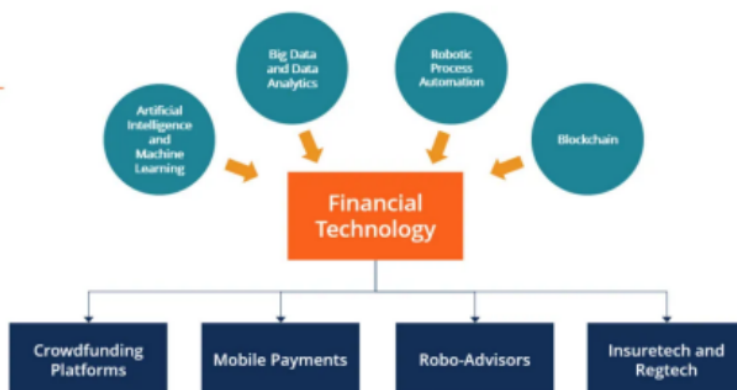 Big Data
and Data
Analytics
Robotic
Process
Automation
Artificial
Intelligence
and
Machine
Learning
Blockchain
Financial
Technology
Crowdfunding
Platforms
Mobile Payments
Robo-Advisors
Insuretech and
Regtech